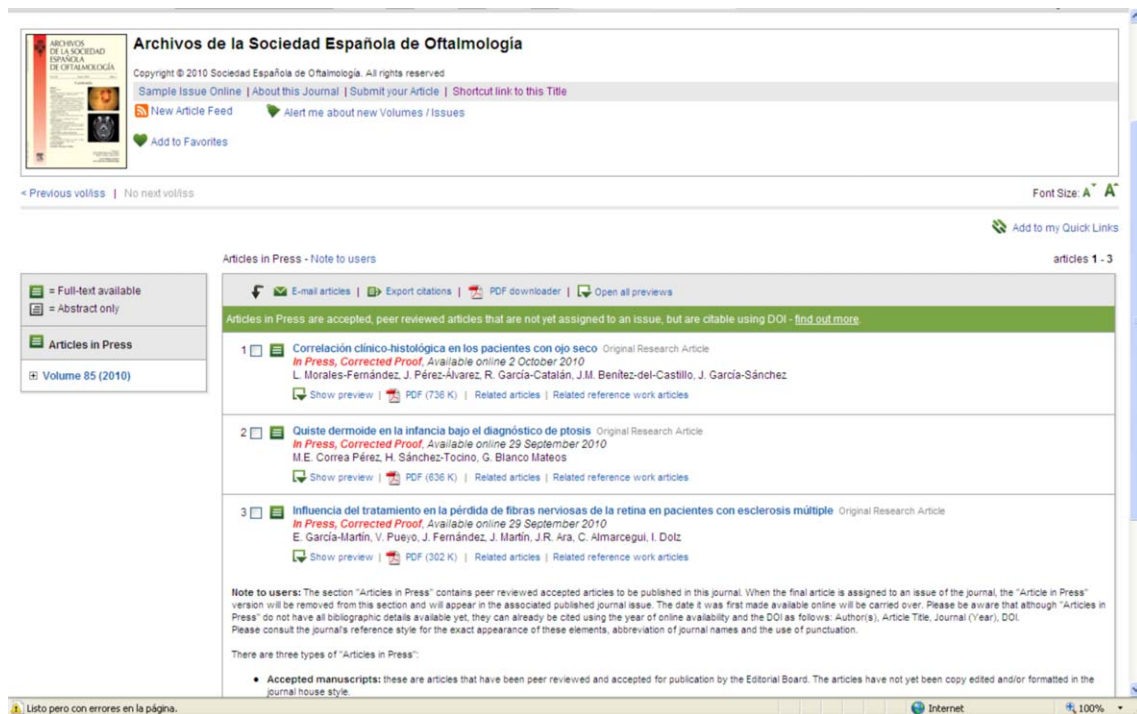 ARCHIVOS
DE LA SOCIEDAD
ESPAÑOLA
DE OFTALMOLOGÍA
Archivos de la Sociedad Española de Oftalmología
Copyright © 2010 Sociedad Española de Oftalmología. All rights reserved
Sample Issue Online | About this Journal | Submit your Article | Shortcut link to this Title
New Article Feed Alert me about new Volumes / Issues
Add to Favorites
< Previous vol/iss | No next vol/iss
Font Size: A A
Add to my Quick Links
Articles in Press - Note to users
articles 1 - 3
= Full-text available
= Abstract only
Articles in Press
Volume 85 (2010)
E-mail articles | Export citations | PDF downloader | Open all previews
Articles in Press are accepted, peer reviewed articles that are not yet assigned to an issue, but are citable using DOI - find out more.
1 Correlación clínico-histológica en los pacientes con ojo seco Original Research Article
In Press, Corrected Proof, Available online 2 October 2010
L. Morales-Fernández, J. Pérez-Álvarez, R. García-Catalán, J.M. Benítez-del-Castillo, J. García-Sánchez
Show preview | PDF (736 K) | Related articles | Related reference work articles
2 Quiste dermoide en la infancia bajo el diagnóstico de ptosis Original Research Article
In Press, Corrected Proof, Available online 29 September 2010
M.E. Correa Pérez, H. Sánchez-Tocino, G. Blanco Mateos
Show preview | PDF (636 K) | Related articles | Related reference work articles
3 Influencia del tratamiento en la pérdida de fibras nerviosas de la retina en pacientes con esclerosis múltiple Original Research Article
In Press, Corrected Proof, Available online 29 September 2010
E. García-Martín, V. Pueyo, J. Fernández, J. Martín, J.R. Ara, C. Almarcegui, I. Dolz
Show preview | PDF (302 K) | Related articles | Related reference work articles
Note to users: The section "Articles in Press" contains peer reviewed accepted articles to be published in this journal. When the final article is assigned to an issue of the journal, the "Article in Press"
version will be removed from this section and will appear in the associated published journal issue. The date it was first made available online will be carried over. Please be aware that although "Articles in
Press" do not have all bibliographic details available yet, they can already be cited using the year of online availability and the DOI as follows: Author(s), Article Title, Journal (Year), DOI.
Please consult the journal's reference style for the exact appearance of these elements, abbreviation of journal names and the use of punctuation.
There are three types of "Articles in Press":
• Accepted manuscripts: these are articles that have been peer reviewed and accepted for publication by the Editorial Board. The articles have not yet been copy edited and/or formatted in the
journal house style.
Listo pero con errores en la página.
Internet
100%